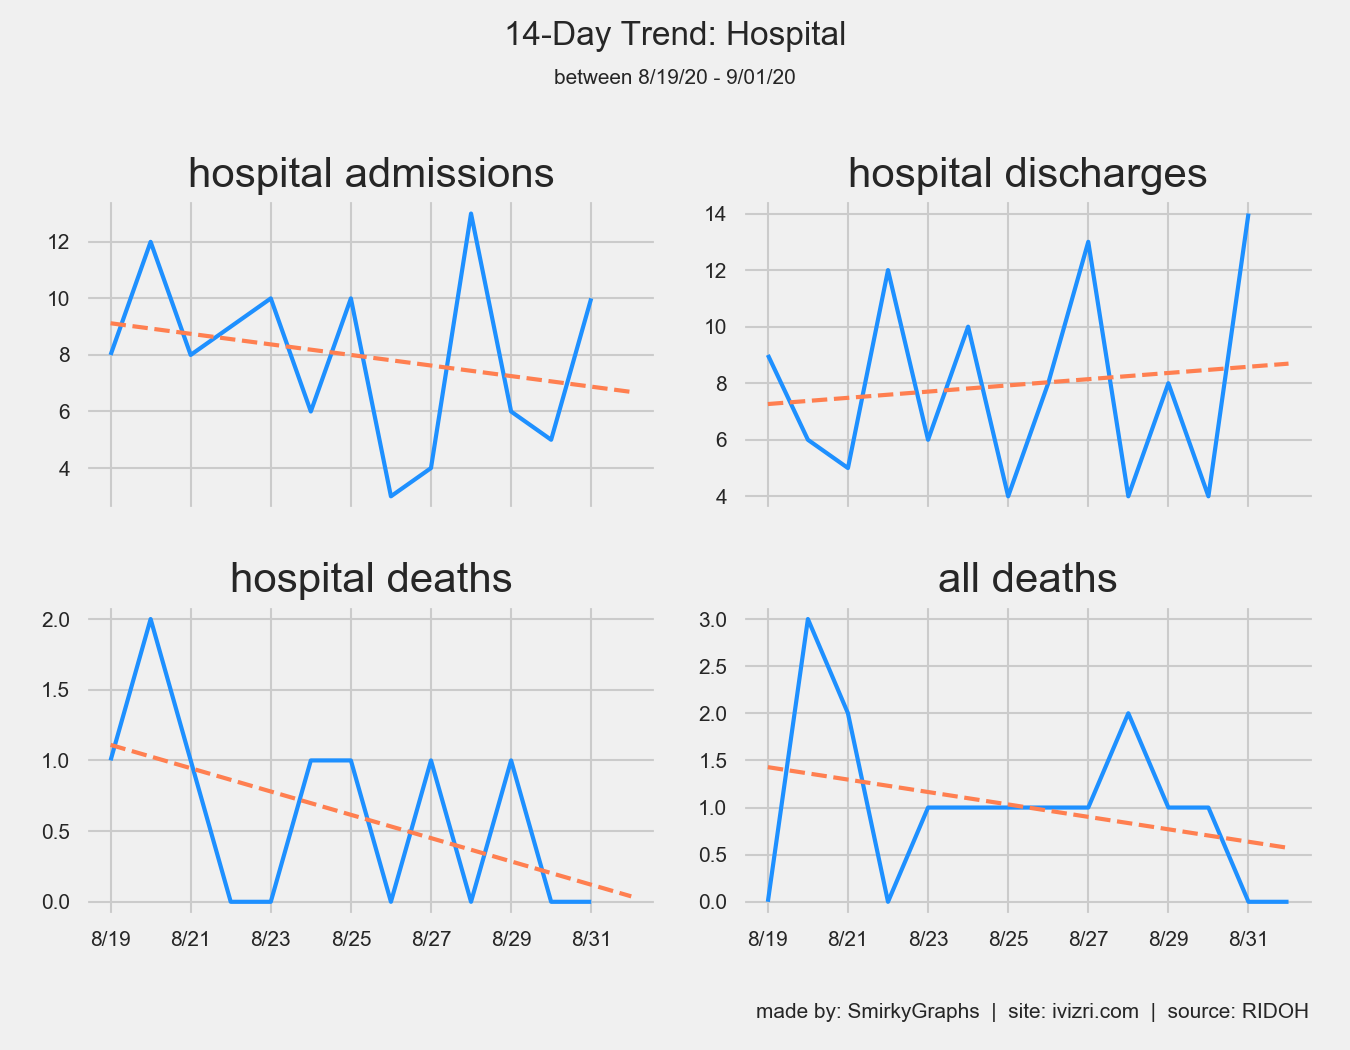 14-Day Trend: Hospital
between 8/19/20 - 9/01/20
hospital admissions
12
10
8
6
4
hospital discharges
14
12
10
8
6
4
hospital deaths
2.0
1.5
1.0
0.5
0.0
8/19 8/21 8/23 8/25 8/27 8/29 8/31
all deaths
3.0
2.5
2.0
1.5
1.0
0.5
0.0
8/19 8/21 8/23 8/25 8/27 8/29 8/31
made by: SmirkyGraphs | site: ivizri.com | source: RIDOH